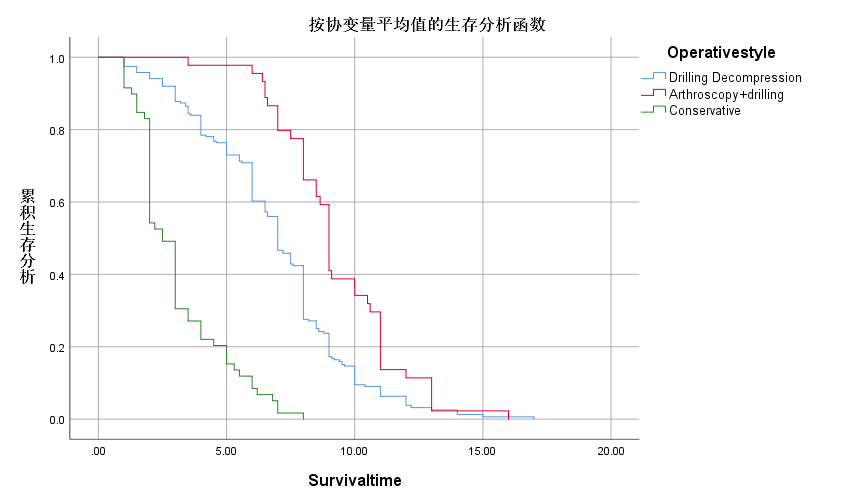 按协变量平均值的生存分析函数
Operativestyle
Drilling Decompression
Arthroscopy+drilling
Conservative
累积生存分析
1.0
0.8
0.6
0.4
0.2
0.0
.00
5.00
10.00
15.00
20.00
Survivaltime